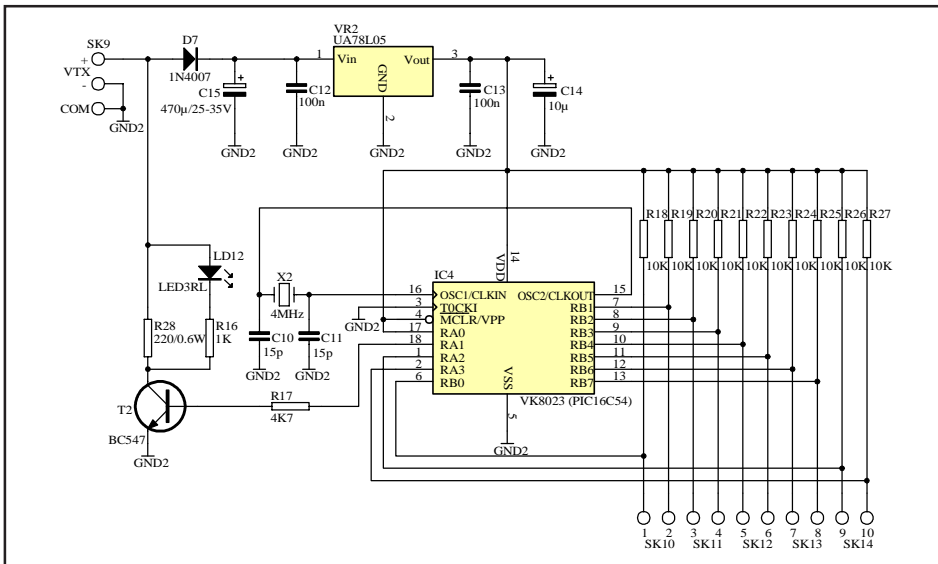 VR2
UA78L05
SK9
D7
+
VTX
-
COM
GND2
1N4007
1
Vin
Vout
3
GND
2
C15
+
470µ/25-35V
C12
100n
C13
100n
+
C14
10µ
GND2
GND2
GND2
GND2
GND2
R18
R19
R20
R21
R22
R23
R24
R25
R26
R27
10K
10K
10K
10K
10K
10K
10K
10K
10K
10K
14
VDD
LD12
LED3RL
X2
4MHz
IC4
16
OSC1/CLKIN
OSC2/CLKOUT
15
3
T0CKI
RB1
7
GND2
4
MCLR/VPP
RB2
8
17
RA0
RB3
9
18
RA1
RB4
10
1
RA2
RB5
11
2
RA3
RB6
12
6
RB0
RB7
13
VSS
5
VK8023 (PIC16C54)
GND2
R28
220/0.6W
R16
1K
C10
15p
C11
15p
GND2
GND2
R17
4K7
T2
BC547
GND2
1
2
3
4
5
6
7
8
9
10
SK10
SK11
SK12
SK13
SK14